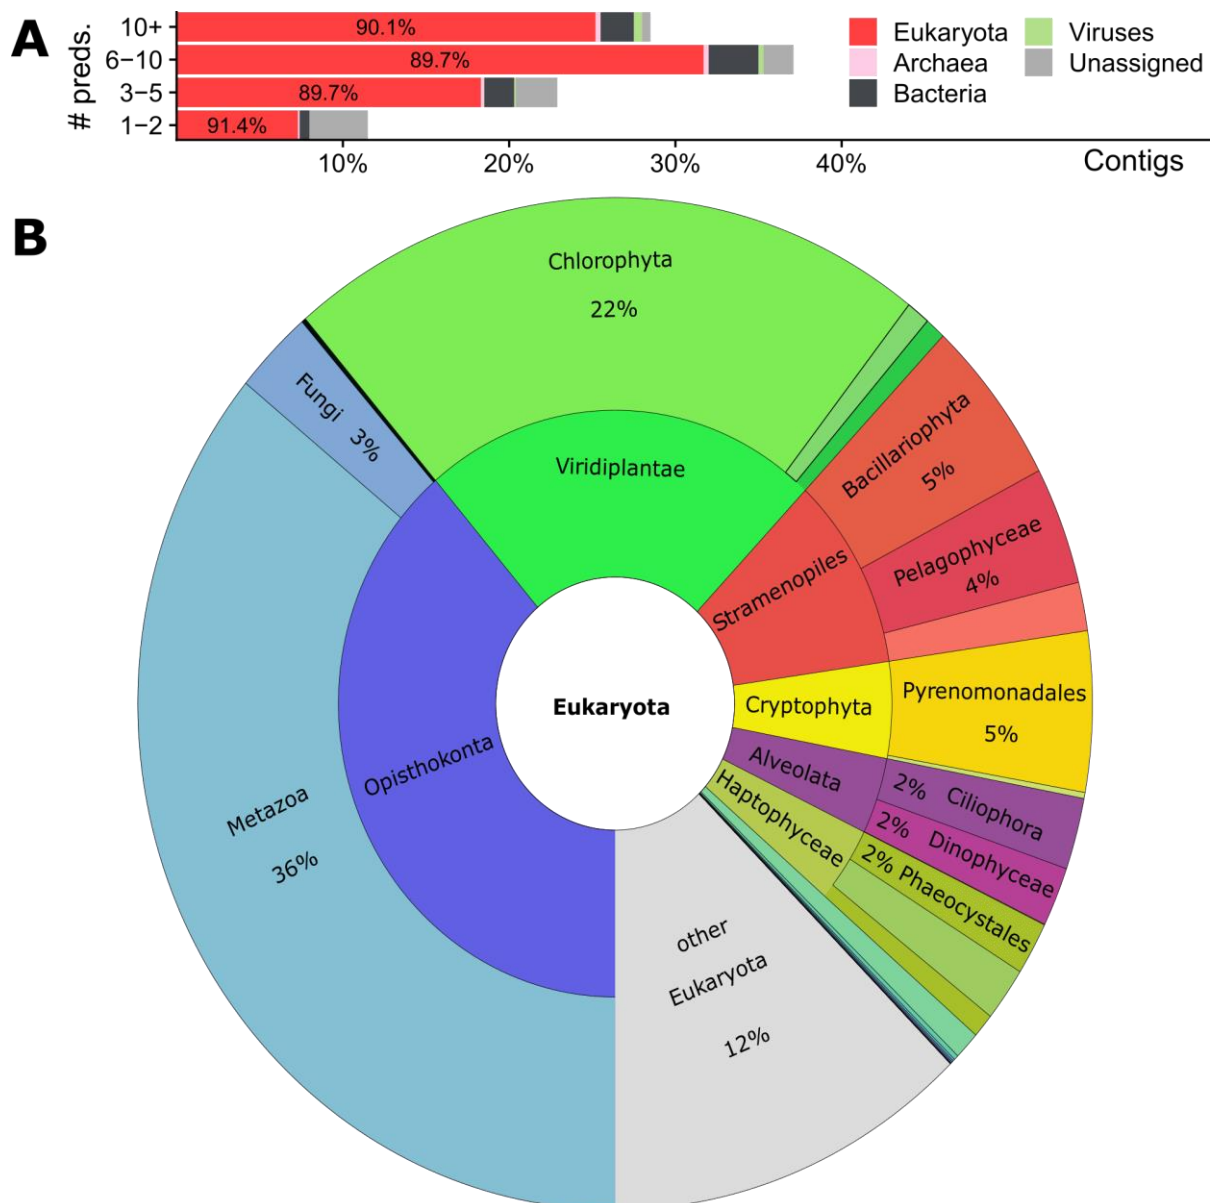 A
# preds.
10+
90.1%
6−10
89.7%
3−5
89.7%
1−2
91.4%
10%
20%
30%
40%
Contigs
Eukaryota
Archaea
Bacteria
Viruses
Unassigned
B
Chlorophyta
22%
Fungi 3%
Viridiplantae
Bacillariophyta
5%
Pelagophyceae
4%
Stramenopiles
Pyrenomonadales
5%
Cryptophyta
Eukaryota
Alveolata
2% Ciliophora
2% Dinophyceae
Haptophyceae
2% Phaeocystales
Opisthokonta
Metazoa
36%
other
Eukaryota
12%